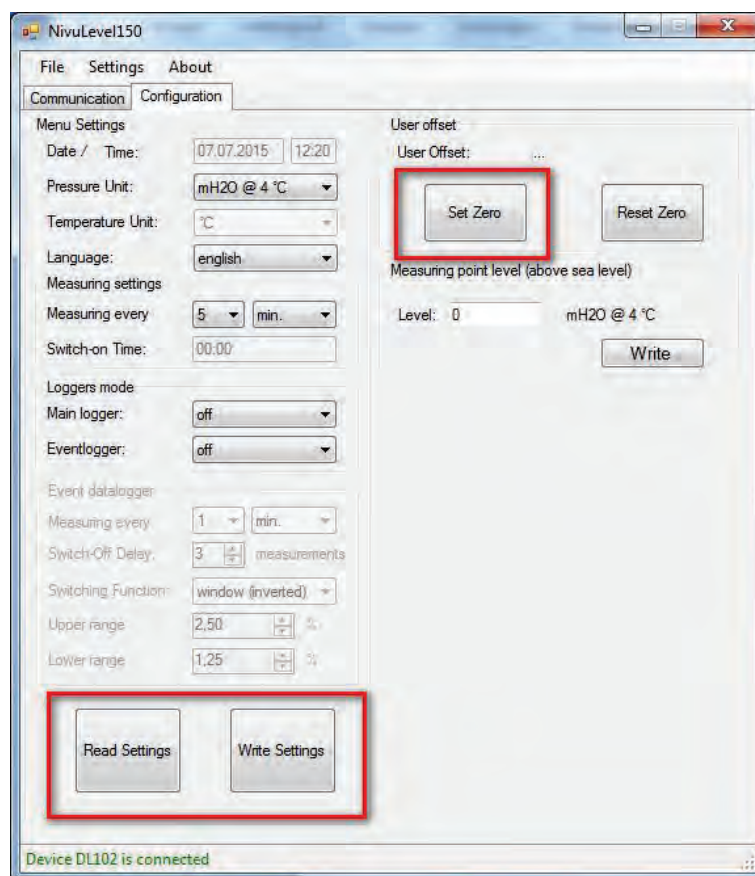 NivuLevel150
File Settings About
Communication Configuration
Menu Settings
Date / Time: 07.07.2015 12:20
Pressure Unit: mH2O @ 4 °C
Temperature Unit: °C
Language: english
Measuring settings
Measuring every 5 min.
Switch-on Time: 00:00
Loggers mode
Main logger: off
Eventlogger: off
Event datalogger
Measuring every 1 min.
Switch-Off Delay: 3 measurements
Switching Function: window (inverted)
Upper range 2,50 %
Lower range 1,25 %
Read Settings Write Settings
User offset
User Offset: ...
Set Zero Reset Zero
Measuring point level (above sea level)
Level: 0 mH2O @ 4 °C
Write
Device DL102 is connected